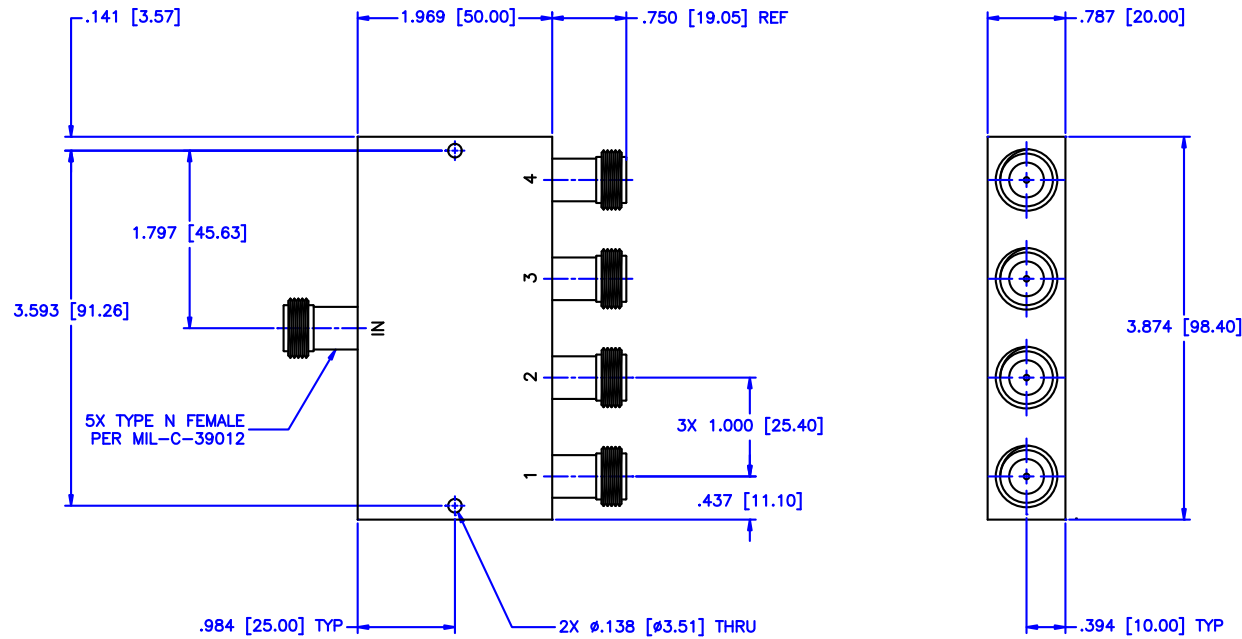 .141 [3.57]
1.969 [50.00]
.750 [19.05] REF
.787 [20.00]
4
1.797 [45.63]
3
3.593 [91.26]
IN
3.874 [98.40]
2
5X TYPE N FEMALE
PER MIL-C-39012
3X 1.000 [25.40]
1
.437 [11.10]
.984 [25.00] TYP
2X ø.138 [ø3.51] THRU
.394 [10.00] TYP